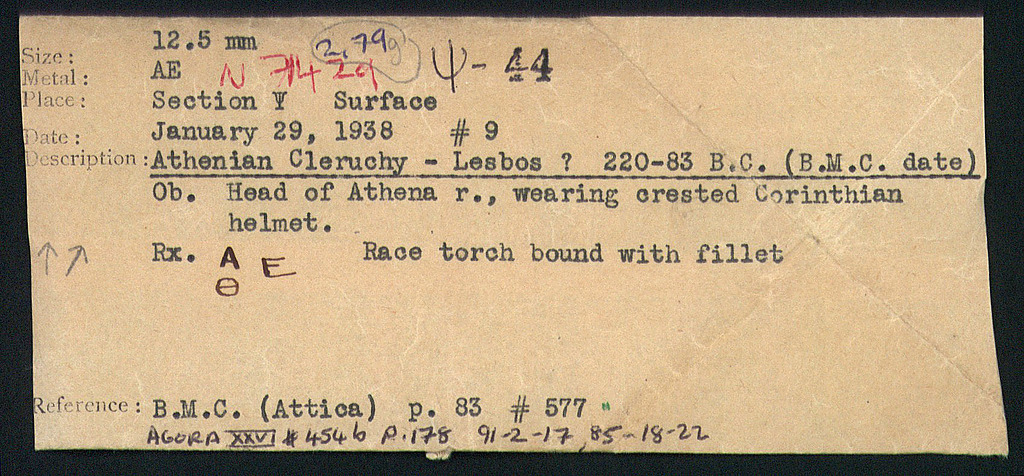 Size: 12.5 mm 2,79g
Metal: AE N 71429 Ψ-44
Place: Section Ψ Surface
Date: January 29, 1938 # 9
Description: Athenian Cleruchy - Lesbos ? 220-83 B.C. (B.M.C. date)
Ob. Head of Athena r., wearing crested Corinthian
helmet.
↑↗ Rx. A E Race torch bound with fillet
Θ
Reference: B.M.C. (Attica) p. 83 # 577 "
AGORA XXVI # 454b P.178 91-2-17, 85-18-22